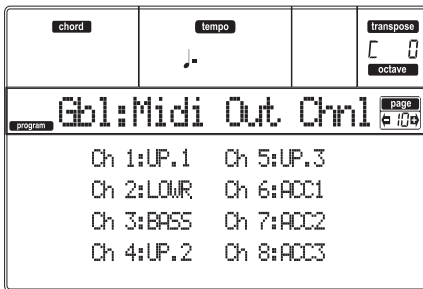 chord tempo transpose
C 0
octave
Gbl:Midi Out Chnl
program
page
10
Ch 1:UP.1 Ch 5:UP.3
Ch 2:LOWR Ch 6:ACC1
Ch 3:BASS Ch 7:ACC2
Ch 4:UP.2 Ch 8:ACC3